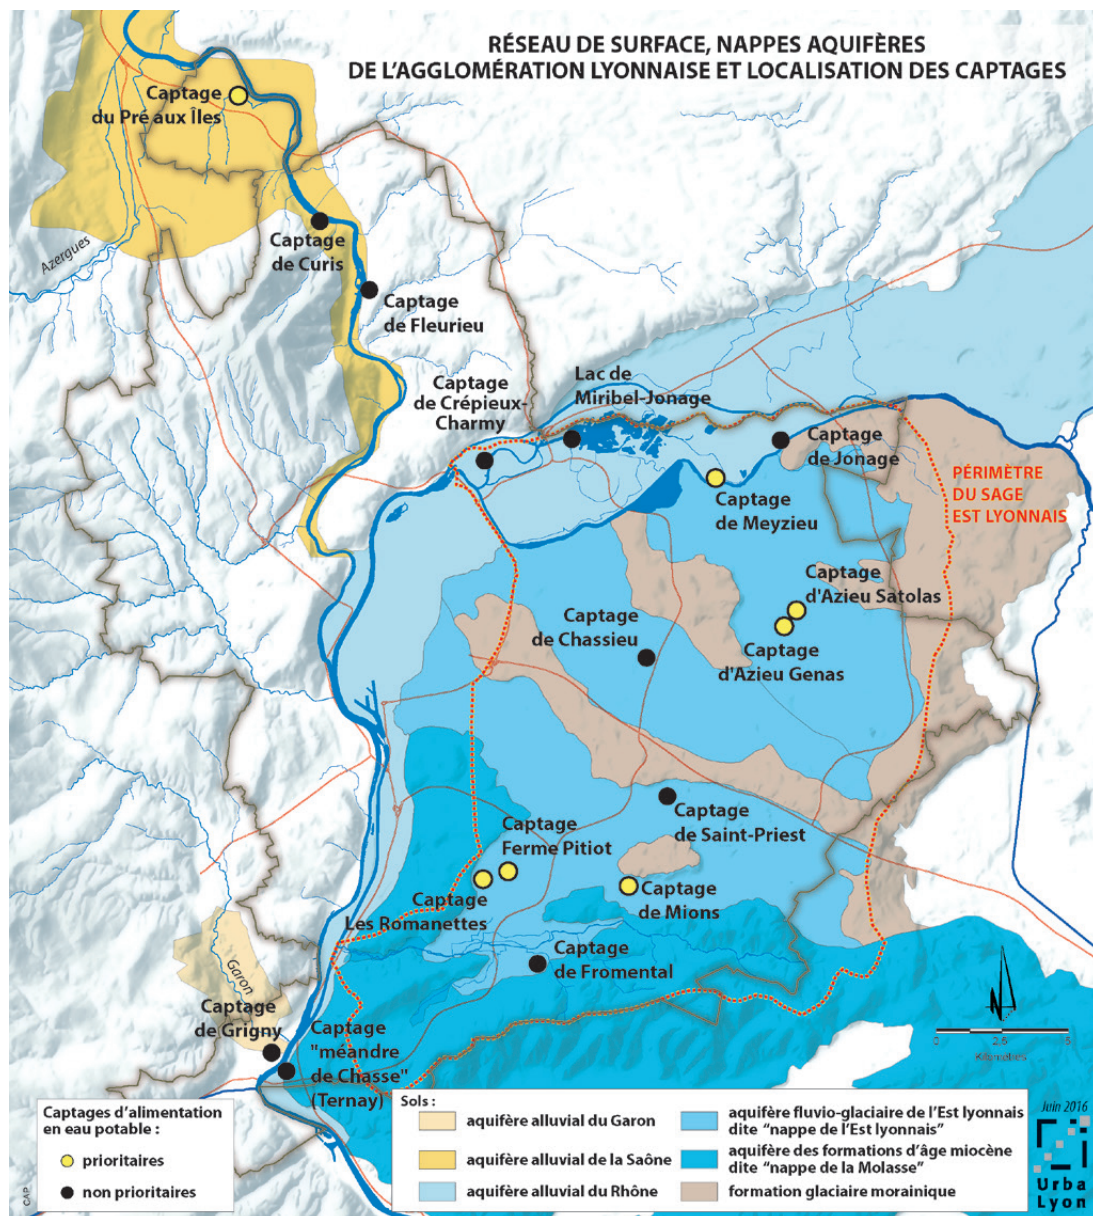 RÉSEAU DE SURFACE, NAPPES AQUIFÈRES
DE L'AGGLOMÉRATION LYONNAISE ET LOCALISATION DES CAPTAGES
Captage
du Pré aux Îles
Azergues
Captage
de Curis
Captage
de Fleurieu
Captage
de Crépieux-
Charmy
Lac de
Miribel-Jonage
Captage
de Jonage
PÉRIMÈTRE
DU SAGE
EST LYONNAIS
Captage
de Meyzieu
Captage
d'Azieu Satolas
Captage
de Chassieu
Captage
d'Azieu Genas
Captage
de Saint-Priest
Captage
Ferme Pitiot
Captage
Les Romanettes
Captage
de Mions
Captage
de Fromental
Garon
Captage
de Grigny
Captage
"méandre
de Chasse"
(Ternay)
0 2.5 5
Kilomètres
Captages d'alimentation
en eau potable :
prioritaires
non prioritaires
Sols :
aquifère alluvial du Garon
aquifère alluvial de la Saône
aquifère alluvial du Rhône
aquifère fluvio-glaciaire de l'Est lyonnais
dite "nappe de l'Est lyonnais"
aquifère des formations d'âge miocène
dite "nappe de la Molasse"
formation glaciaire morainique
Juin 2016
Urba
Lyon
CAP